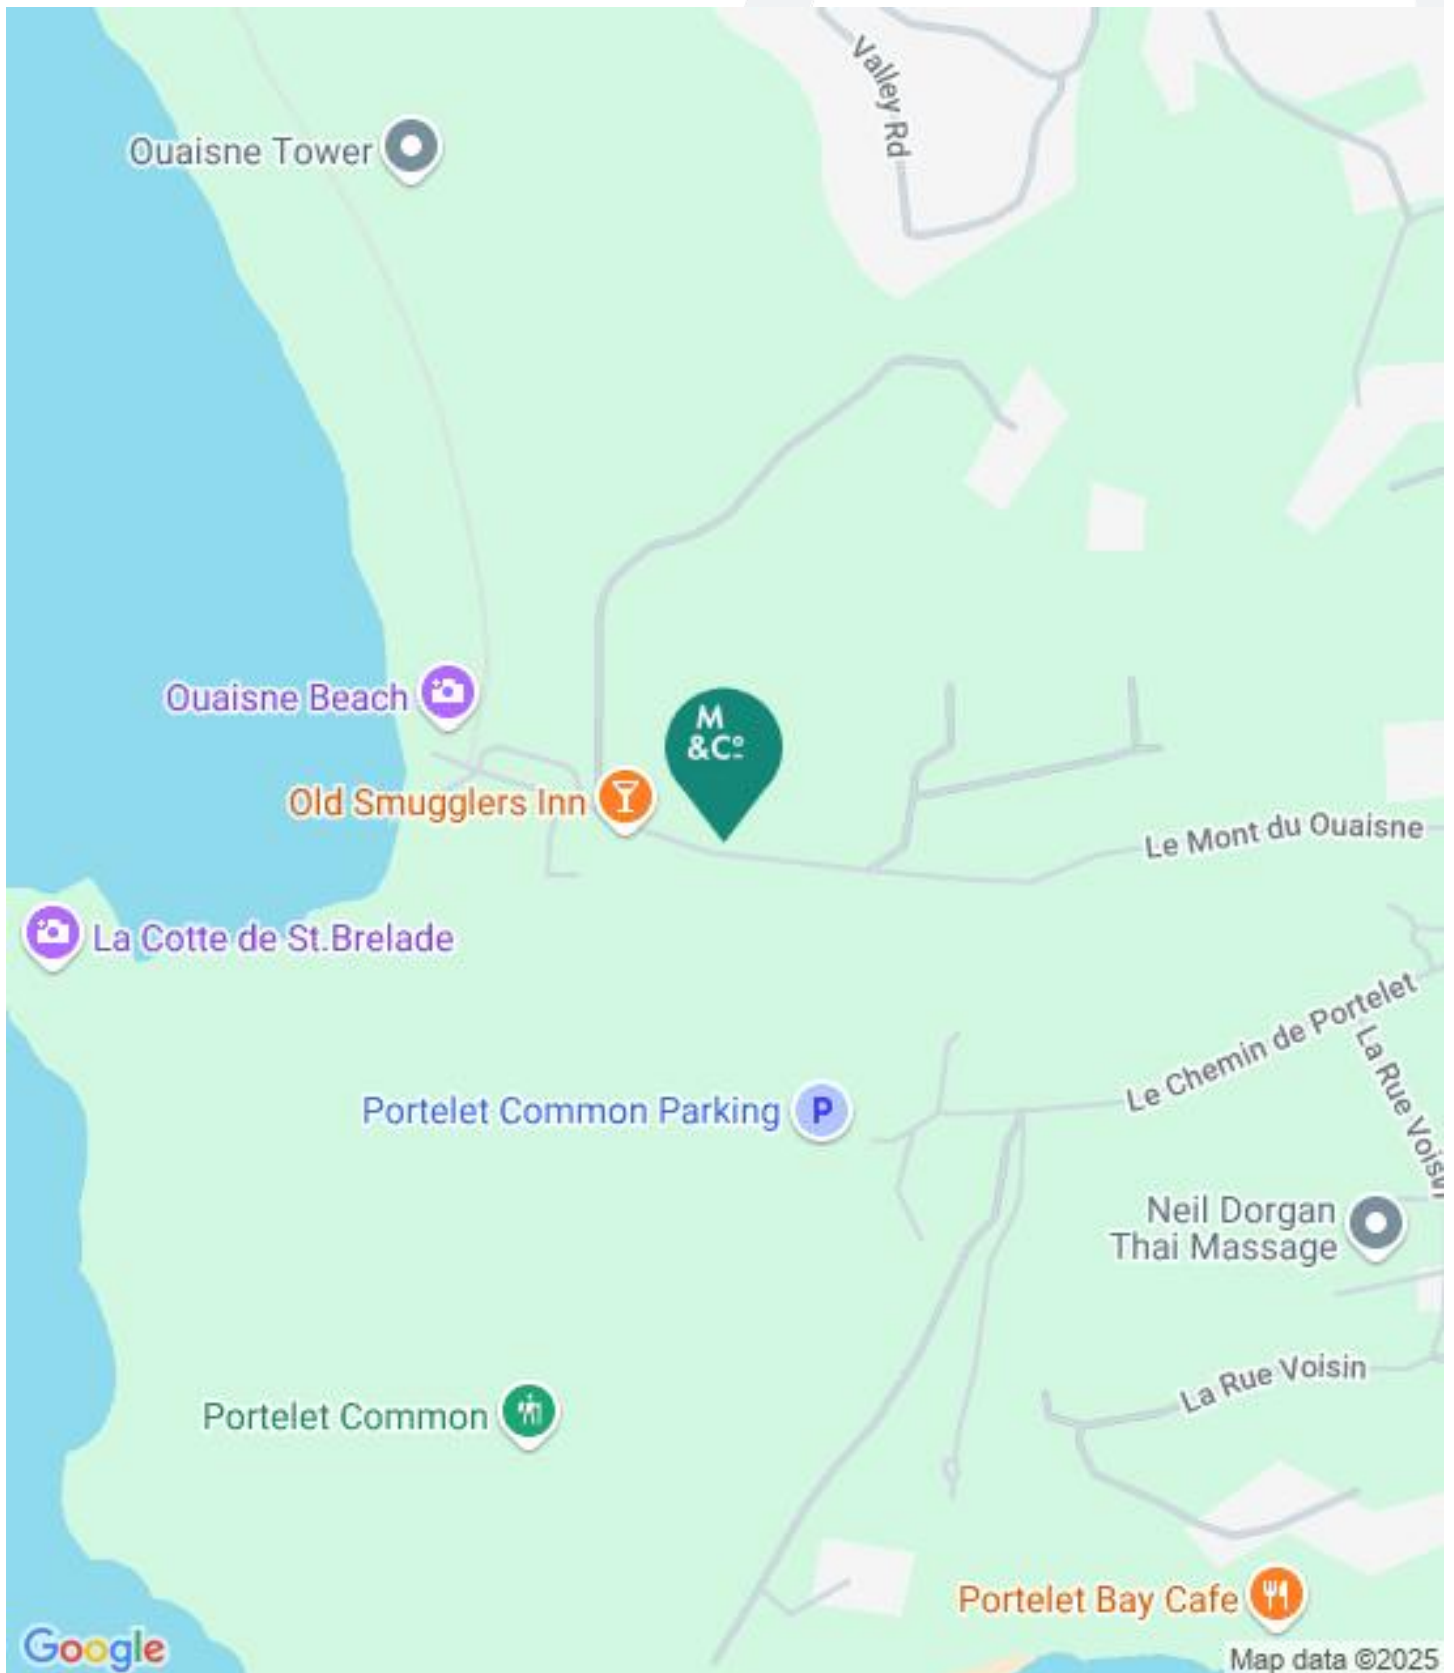 Valley Rd
Ouaisne Tower
Ouaisne Beach
M
&Cº
Old Smugglers Inn
Le Mont du Ouaisne
La Cotte de St.Brelade
Le Chemin de Portelet
La Rue Voisin
Portelet Common Parking
P
Neil Dorgan
Thai Massage
La Rue Voisin
Portelet Common
Portelet Bay Cafe
Google
Map data ©2025